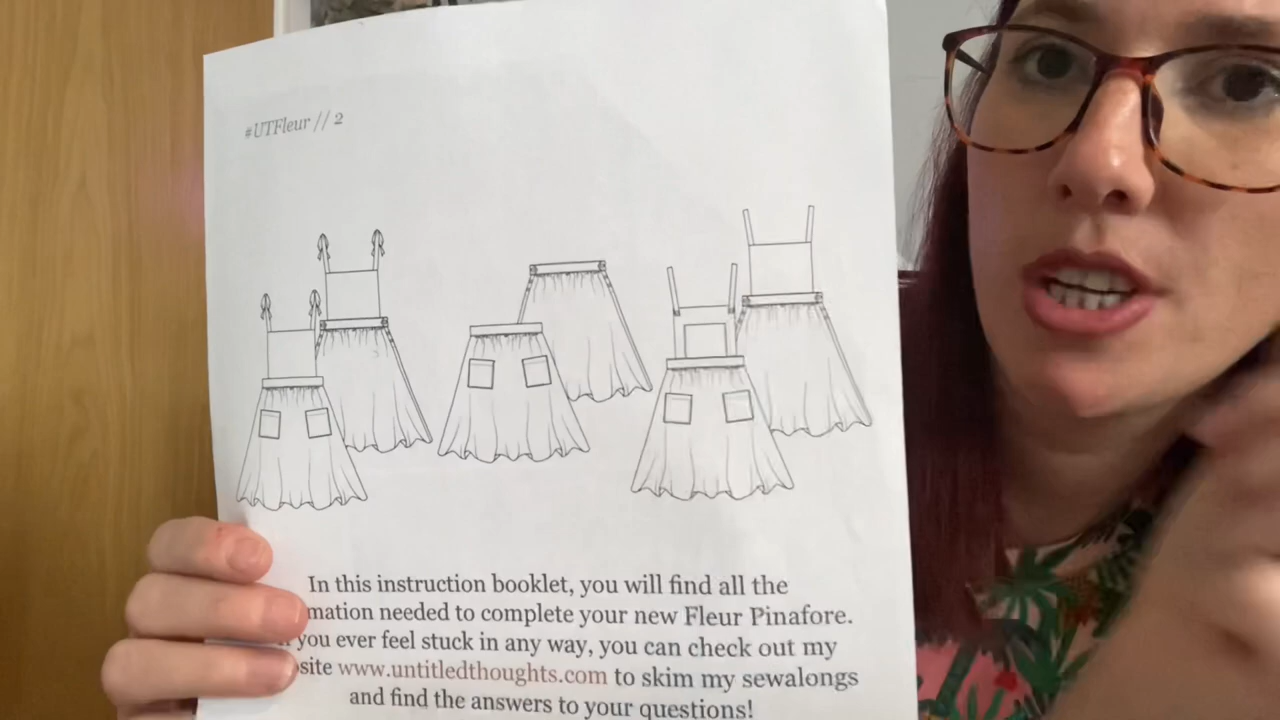 #UTFleur // 2
In this instruction booklet, you will find all the
needed to complete your new Fleur Pinafore.
you ever feel stuck in any way, you can check out my
www.untitledthoughts.com to skim my sewalongs
and find the answers to your questions!